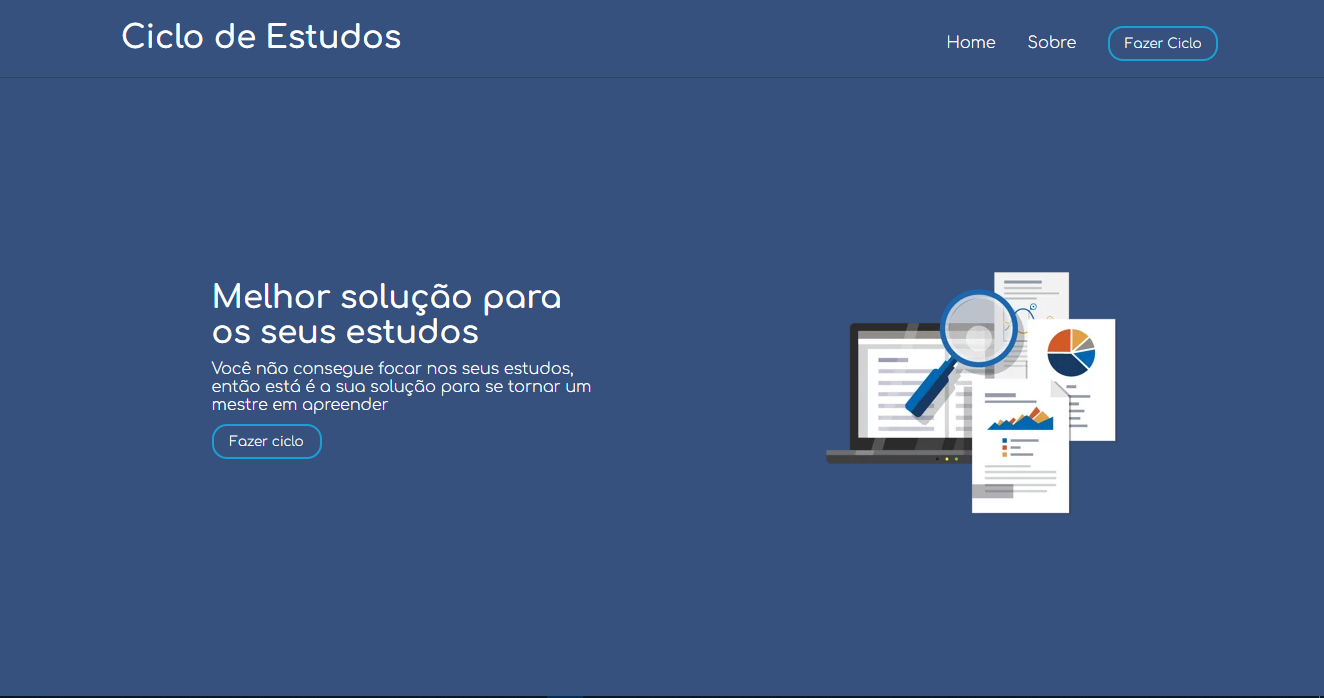 Ciclo de Estudos
Home
Sobre
Fazer Ciclo
Melhor solução para
os seus estudos
Você não consegue focar nos seus estudos,
então está é a sua solução para se tornar um
mestre em apreender
Fazer ciclo